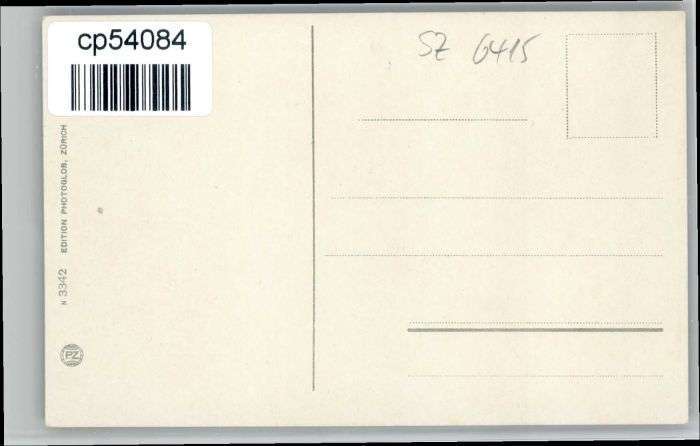 cp54084
SZ 6415
N 3342 EDITION PHOTOGLOB, ZÜRICH
PZ